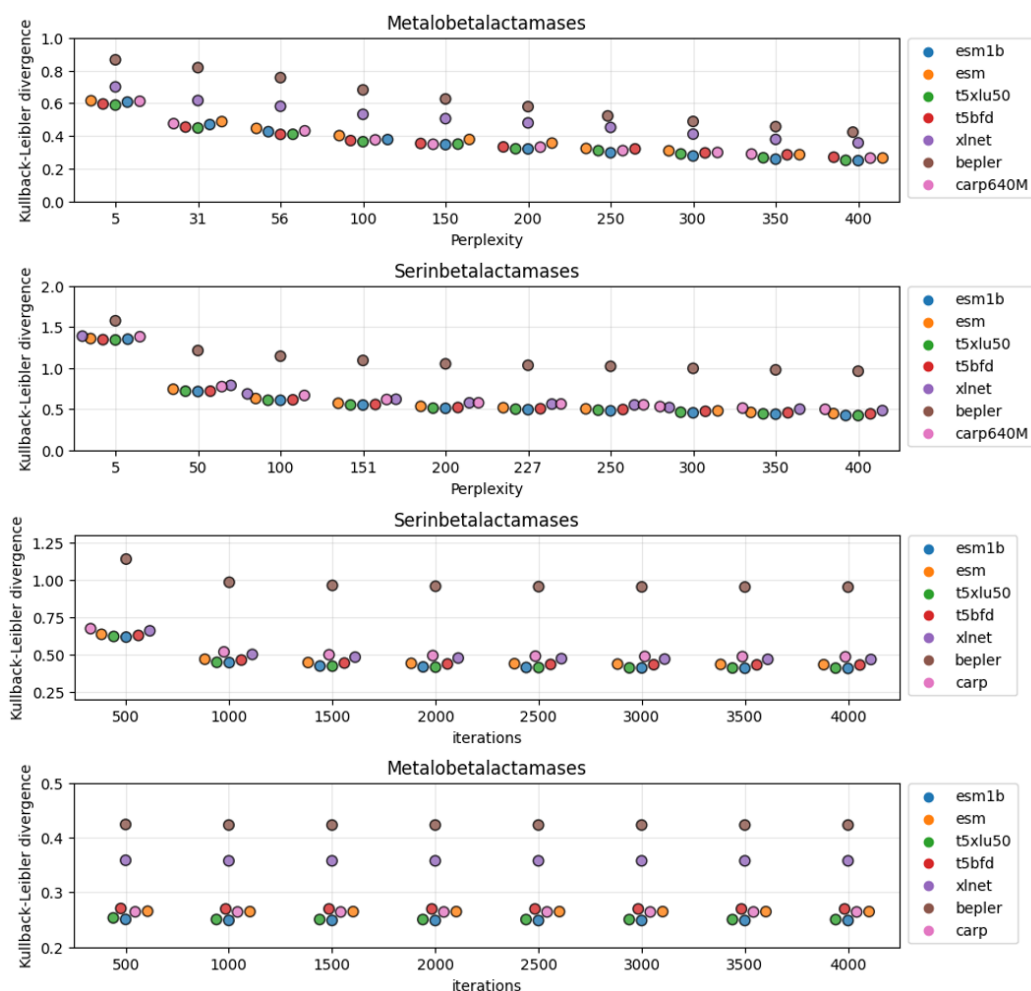 Metalobetalactamases
Kullback-Leibler divergence
1.0
0.8
0.6
0.4
0.2
0.0
5 31 56 100 150 200 250 300 350 400
Perplexity
esm1b
esm
t5xlu50
t5bfd
xlnet
bepler
carp640M
Serinbetalactamases
Kullback-Leibler divergence
2.0
1.5
1.0
0.5
0.0
5 50 100 151 200 227 250 300 350 400
Perplexity
esm1b
esm
t5xlu50
t5bfd
xlnet
bepler
carp640M
Serinbetalactamases
Kullback-Leibler divergence
1.25
1.00
0.75
0.50
0.25
500 1000 1500 2000 2500 3000 3500 4000
iterations
esm1b
esm
t5xlu50
t5bfd
xlnet
bepler
carp
Metalobetalactamases
Kullback-Leibler divergence
0.5
0.4
0.3
0.2
500 1000 1500 2000 2500 3000 3500 4000
iterations
esm1b
esm
t5xlu50
t5bfd
xlnet
bepler
carp